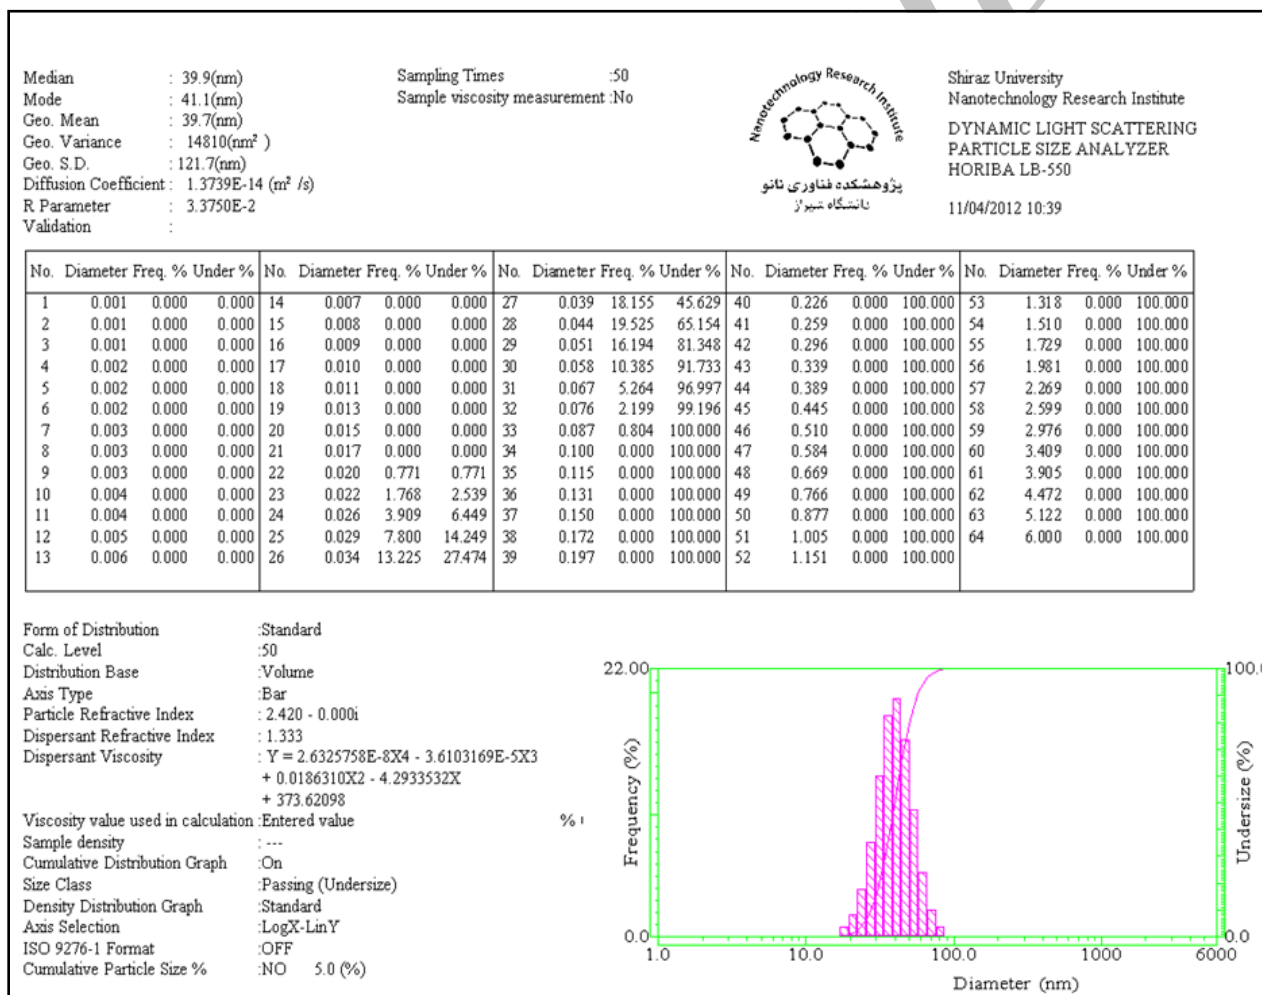 Median : 39.9(nm)
Mode : 41.1(nm)
Geo. Mean : 39.7(nm)
Geo. Variance : 14810(nm² )
Geo. S.D. : 121.7(nm)
Diffusion Coefficient : 1.3739E-14 (m² /s)
R Parameter : 3.3750E-2
Validation :
Sampling Times :50
Sample viscosity measurement :No
Nanotechnology Research Institute
پژوهشکده فناوری نانو
دانشگاه شیراز
Shiraz University
Nanotechnology Research Institute
DYNAMIC LIGHT SCATTERING
PARTICLE SIZE ANALYZER
HORIBA LB-550
11/04/2012 10:39
No. Diameter Freq. % Under % No. Diameter Freq. % Under % No. Diameter Freq. % Under % No. Diameter Freq. % Under % No. Diameter Freq. % Under %
1 0.001 0.000 0.000 14 0.007 0.000 0.000 27 0.039 18.155 45.629 40 0.226 0.000 100.000 53 1.318 0.000 100.000
2 0.001 0.000 0.000 15 0.008 0.000 0.000 28 0.044 19.525 65.154 41 0.259 0.000 100.000 54 1.510 0.000 100.000
3 0.001 0.000 0.000 16 0.009 0.000 0.000 29 0.051 16.194 81.348 42 0.296 0.000 100.000 55 1.729 0.000 100.000
4 0.002 0.000 0.000 17 0.010 0.000 0.000 30 0.058 10.385 91.733 43 0.339 0.000 100.000 56 1.981 0.000 100.000
5 0.002 0.000 0.000 18 0.011 0.000 0.000 31 0.067 5.264 96.997 44 0.389 0.000 100.000 57 2.269 0.000 100.000
6 0.002 0.000 0.000 19 0.013 0.000 0.000 32 0.076 2.199 99.196 45 0.445 0.000 100.000 58 2.599 0.000 100.000
7 0.003 0.000 0.000 20 0.015 0.000 0.000 33 0.087 0.804 100.000 46 0.510 0.000 100.000 59 2.976 0.000 100.000
8 0.003 0.000 0.000 21 0.017 0.000 0.000 34 0.100 0.000 100.000 47 0.584 0.000 100.000 60 3.409 0.000 100.000
9 0.003 0.000 0.000 22 0.020 0.771 0.771 35 0.115 0.000 100.000 48 0.669 0.000 100.000 61 3.905 0.000 100.000
10 0.004 0.000 0.000 23 0.022 1.768 2.539 36 0.131 0.000 100.000 49 0.766 0.000 100.000 62 4.472 0.000 100.000
11 0.004 0.000 0.000 24 0.026 3.909 6.449 37 0.150 0.000 100.000 50 0.877 0.000 100.000 63 5.122 0.000 100.000
12 0.005 0.000 0.000 25 0.029 7.800 14.249 38 0.172 0.000 100.000 51 1.005 0.000 100.000 64 6.000 0.000 100.000
13 0.006 0.000 0.000 26 0.034 13.225 27.474 39 0.197 0.000 100.000 52 1.151 0.000 100.000
Form of Distribution :Standard
Calc. Level :50
Distribution Base :Volume
Axis Type :Bar
Particle Refractive Index : 2.420 - 0.000i
Dispersant Refractive Index : 1.333
Dispersant Viscosity : Y = 2.6325758E-8X4 - 3.6103169E-5X3
+ 0.0186310X2 - 4.2933532X
+ 373.62098
Viscosity value used in calculation :Entered value
Sample density : ---
Cumulative Distribution Graph :On
Size Class :Passing (Undersize)
Density Distribution Graph :Standard
Axis Selection :LogX-LinY
ISO 9276-1 Format :OFF
Cumulative Particle Size % :NO 5.0 (%)
%
22.00 100.0
Frequency (%)
Undersize (%)
0.0 0.0
1.0 10.0 100.0 1000 6000
Diameter (nm)